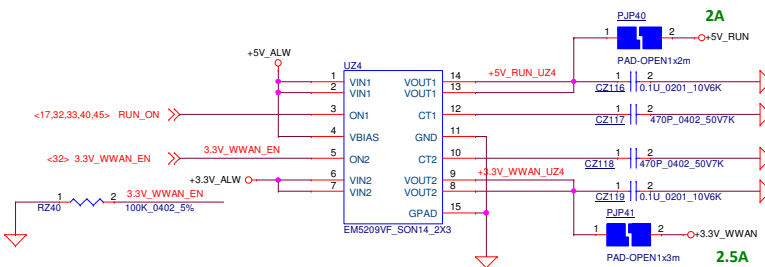 PJP40
2A
1
2
+5V_RUN
PAD-OPEN1x2m
+5V_ALW
UZ4
1
VIN1
VOUT1
14
+5V_RUN_UZ4
2
VIN1
VOUT1
13
1
2
CZ116
0.1U_0201_10V6K
<17,32,33,40,45>
RUN_ON
3
ON1
CT1
12
1
2
CZ117
470P_0402_50V7K
4
VBIAS
GND
11
<32>
3.3V_WWAN_EN
3.3V_WWAN_EN
5
ON2
CT2
10
1
2
CZ118
470P_0402_50V7K
+3.3V_ALW
6
VIN2
VOUT2
9
+3.3V_WWAN_UZ4
7
VIN2
VOUT2
8
1
2
CZ119
0.1U_0201_10V6K
1
2
3.3V_WWAN_EN
RZ40
100K_0402_5%
GPAD
15
EM5209VF_SON14_2X3
PJP41
1
2
+3.3V_WWAN
PAD-OPEN1x3m
2.5A